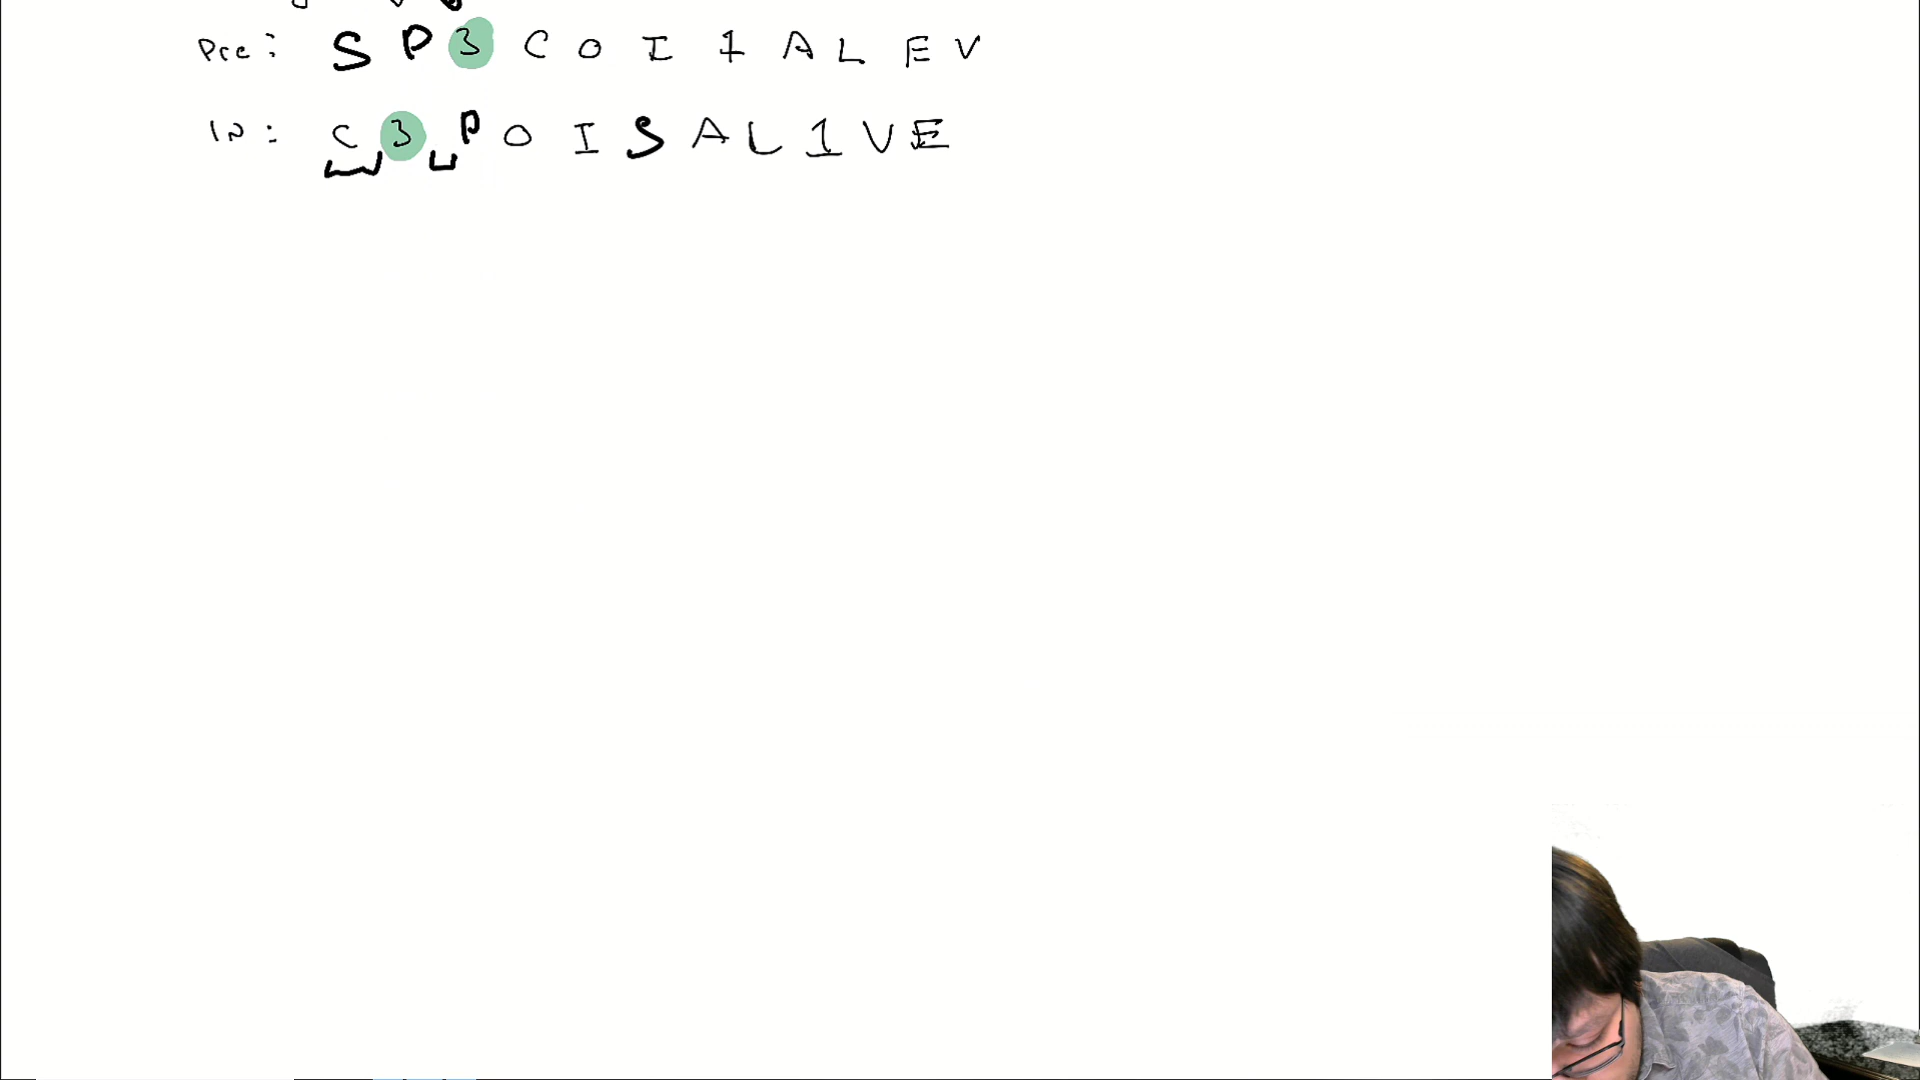 Pre: S P 3 C O I 1 A L E V
IN: C 3 P O I S A L 1 V E